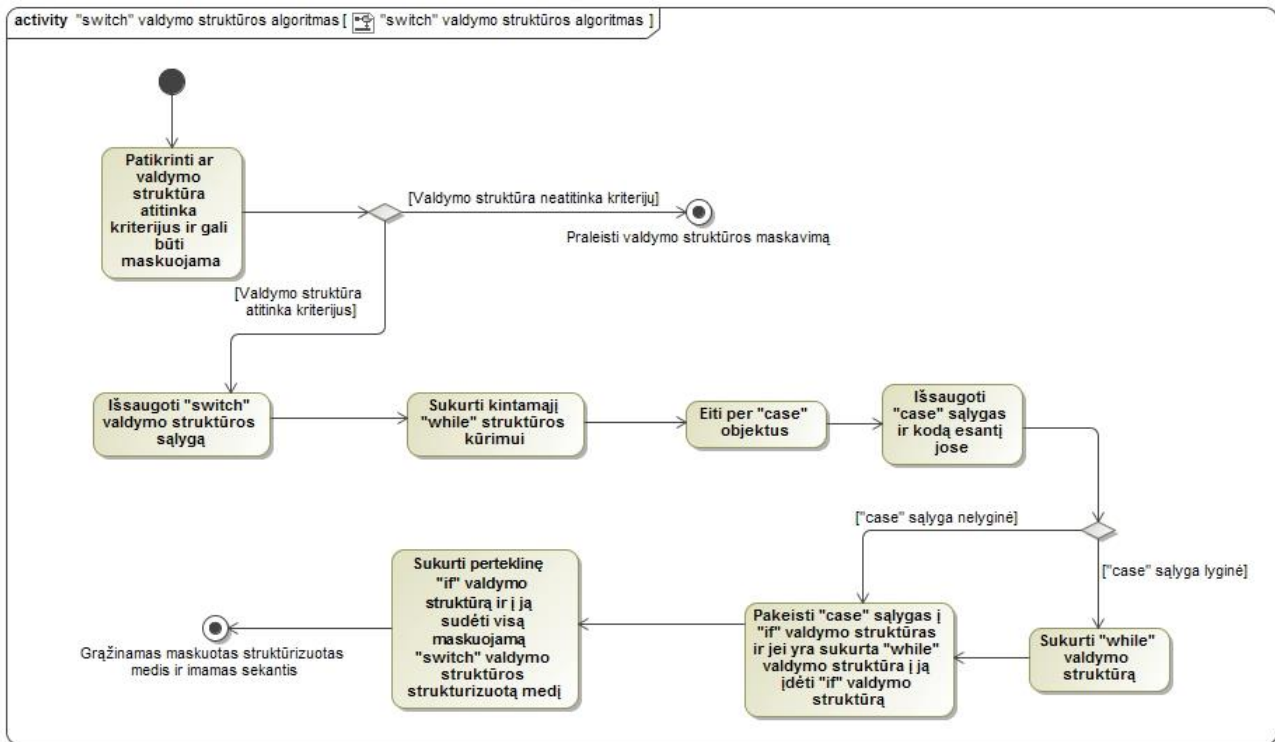 activity "switch" valdymo struktūros algoritmas [ "switch" valdymo struktūros algoritmas ]
Patikrinti ar
valdymo
struktūra
atitinka
kriterijus ir gali
būti
maskuojama
[Valdymo struktūra neatitinka kriterijų]
Praleisti valdymo struktūros maskavimą
[Valdymo struktūra
atitinka kriterijus]
Išsaugoti "switch"
valdymo struktūros
sąlygą
Sukurti kintamąjį
"while" struktūros
kūrimui
Eiti per "case"
objektus
Išsaugoti
"case" sąlygas
ir kodą esantį
jose
["case" sąlyga nelyginė]
["case" sąlyga lyginė]
Sukurti "while"
valdymo
struktūrą
Pakeisti "case" sąlygas į
"if" valdymo struktūras
ir jei yra sukurta "while"
valdymo struktūra į ją
įdėti "if" valdymo
struktūrą
Sukurti perteklinę
"if" valdymo
struktūrą ir į ją
sudėti visą
maskuojamą
"switch" valdymo
struktūros
strukturizuotą medį
Grąžinamas maskuotas struktūrizuotas
medis ir imamas sekantis